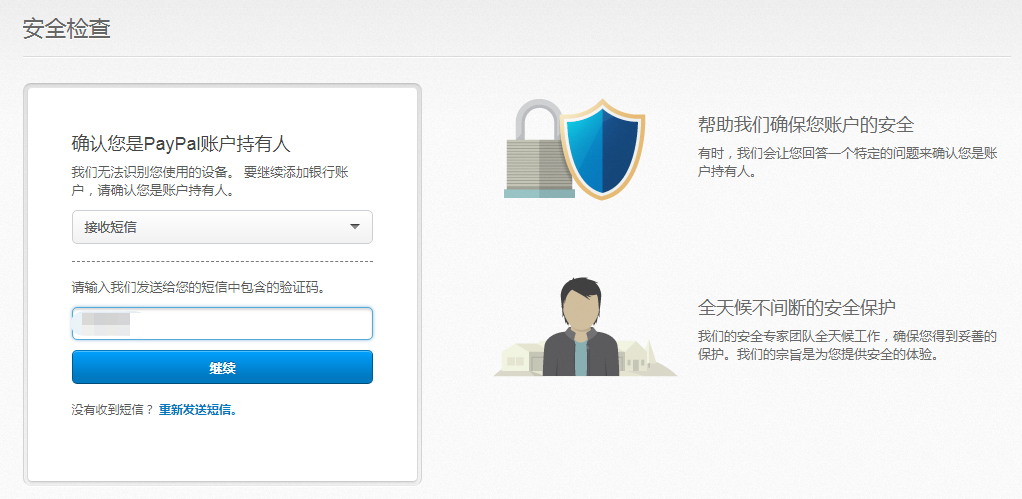 安全检查
确认您是PayPal账户持有人
我们无法识别您使用的设备。 要继续添加银行账
户，请确认您是账户持有人。
接收短信
请输入我们发送给您的短信中包含的验证码。
继续
没有收到短信？ 重新发送短信。
帮助我们确保您账户的安全
有时，我们会让您回答一个特定的问题来确认您是账
户持有人。
全天候不间断的安全保护
我们的安全专家团队全天候工作，确保您得到妥善的
保护。我们的宗旨是为您提供安全的体验。